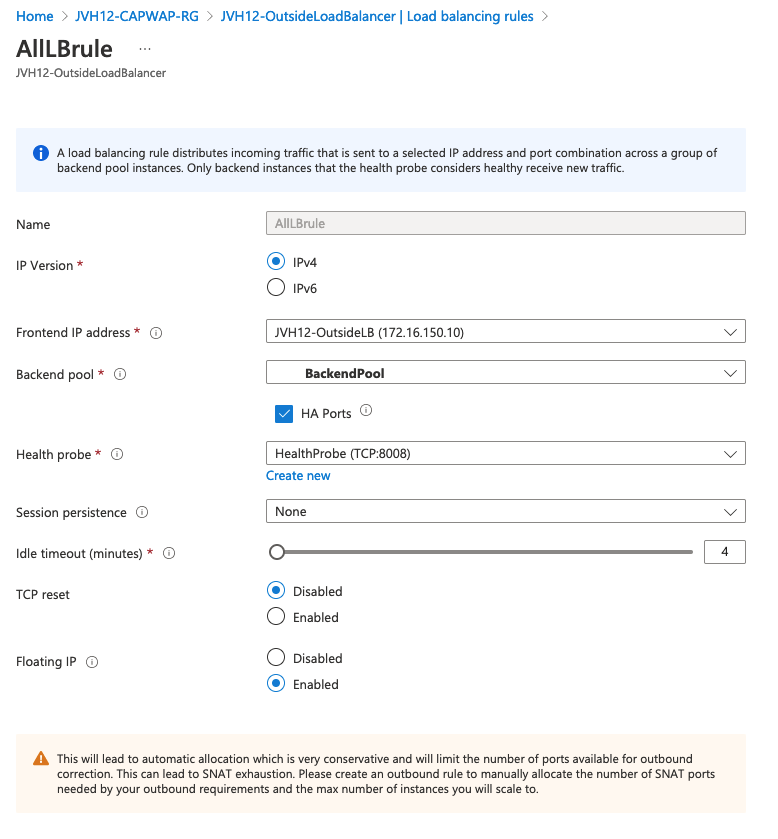 Home > JVH12-CAPWAP-RG > JVH12-OutsideLoadBalancer | Load balancing rules >
AllLBrule ...
JVH12-OutsideLoadBalancer
A load balancing rule distributes incoming traffic that is sent to a selected IP address and port combination across a group of
backend pool instances. Only backend instances that the health probe considers healthy receive new traffic.
Name AllLBrule
IP Version * IPv4
IPv6
Frontend IP address * JVH12-OutsideLB (172.16.150.10)
Backend pool * BackendPool
HA Ports
Health probe * HealthProbe (TCP:8008)
Create new
Session persistence None
Idle timeout (minutes) * 4
TCP reset Disabled
Enabled
Floating IP Disabled
Enabled
This will lead to automatic allocation which is very conservative and will limit the number of ports available for outbound
correction. This can lead to SNAT exhaustion. Please create an outbound rule to manually allocate the number of SNAT ports
needed by your outbound requirements and the max number of instances you will scale to.